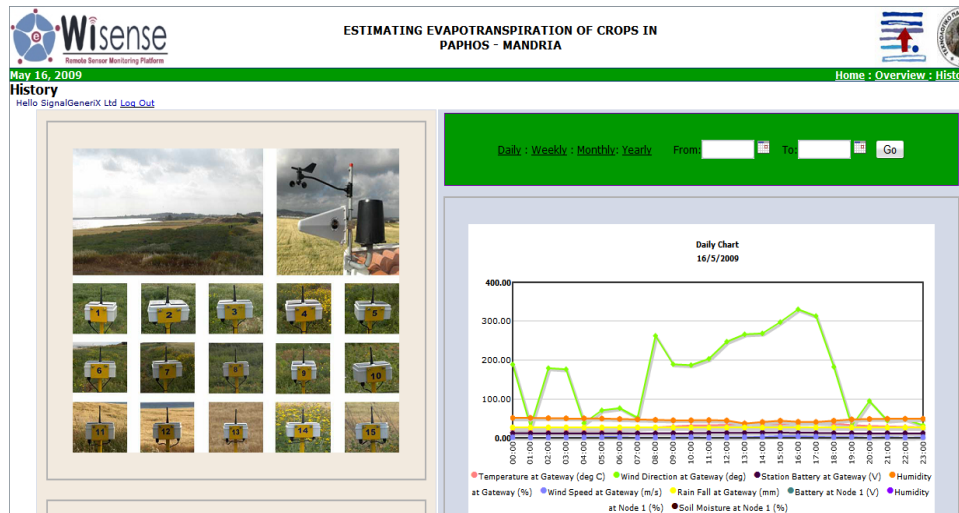 e Wisense
Remote Sensor Monitoring Platform
ESTIMATING EVAPOTRANSPIRATION OF CROPS IN
PAPHOS - MANDRIA
May 16, 2009
Home : Overview : Histo
History
Hello SignalGeneriX Ltd Log Out
Daily : Weekly : Monthly: Yearly From: To: Go
1 2 3 4 5
6 7 8 9 10
11 12 13 14 15
Daily Chart
16/5/2009
400.00
300.00
200.00
100.00
0.00
00:00 01:00 02:00 03:00 04:00 05:00 06:00 07:00 08:00 09:00 10:00 11:00 12:00 13:00 14:00 15:00 16:00 17:00 18:00 19:00 20:00 21:00 22:00 23:00
Temperature at Gateway (deg C) Wind Direction at Gateway (deg) Station Battery at Gateway (V) Humidity
at Gateway (%) Wind Speed at Gateway (m/s) Rain Fall at Gateway (mm) Battery at Node 1 (V) Humidity
at Node 1 (%) Soil Moisture at Node 1 (%)